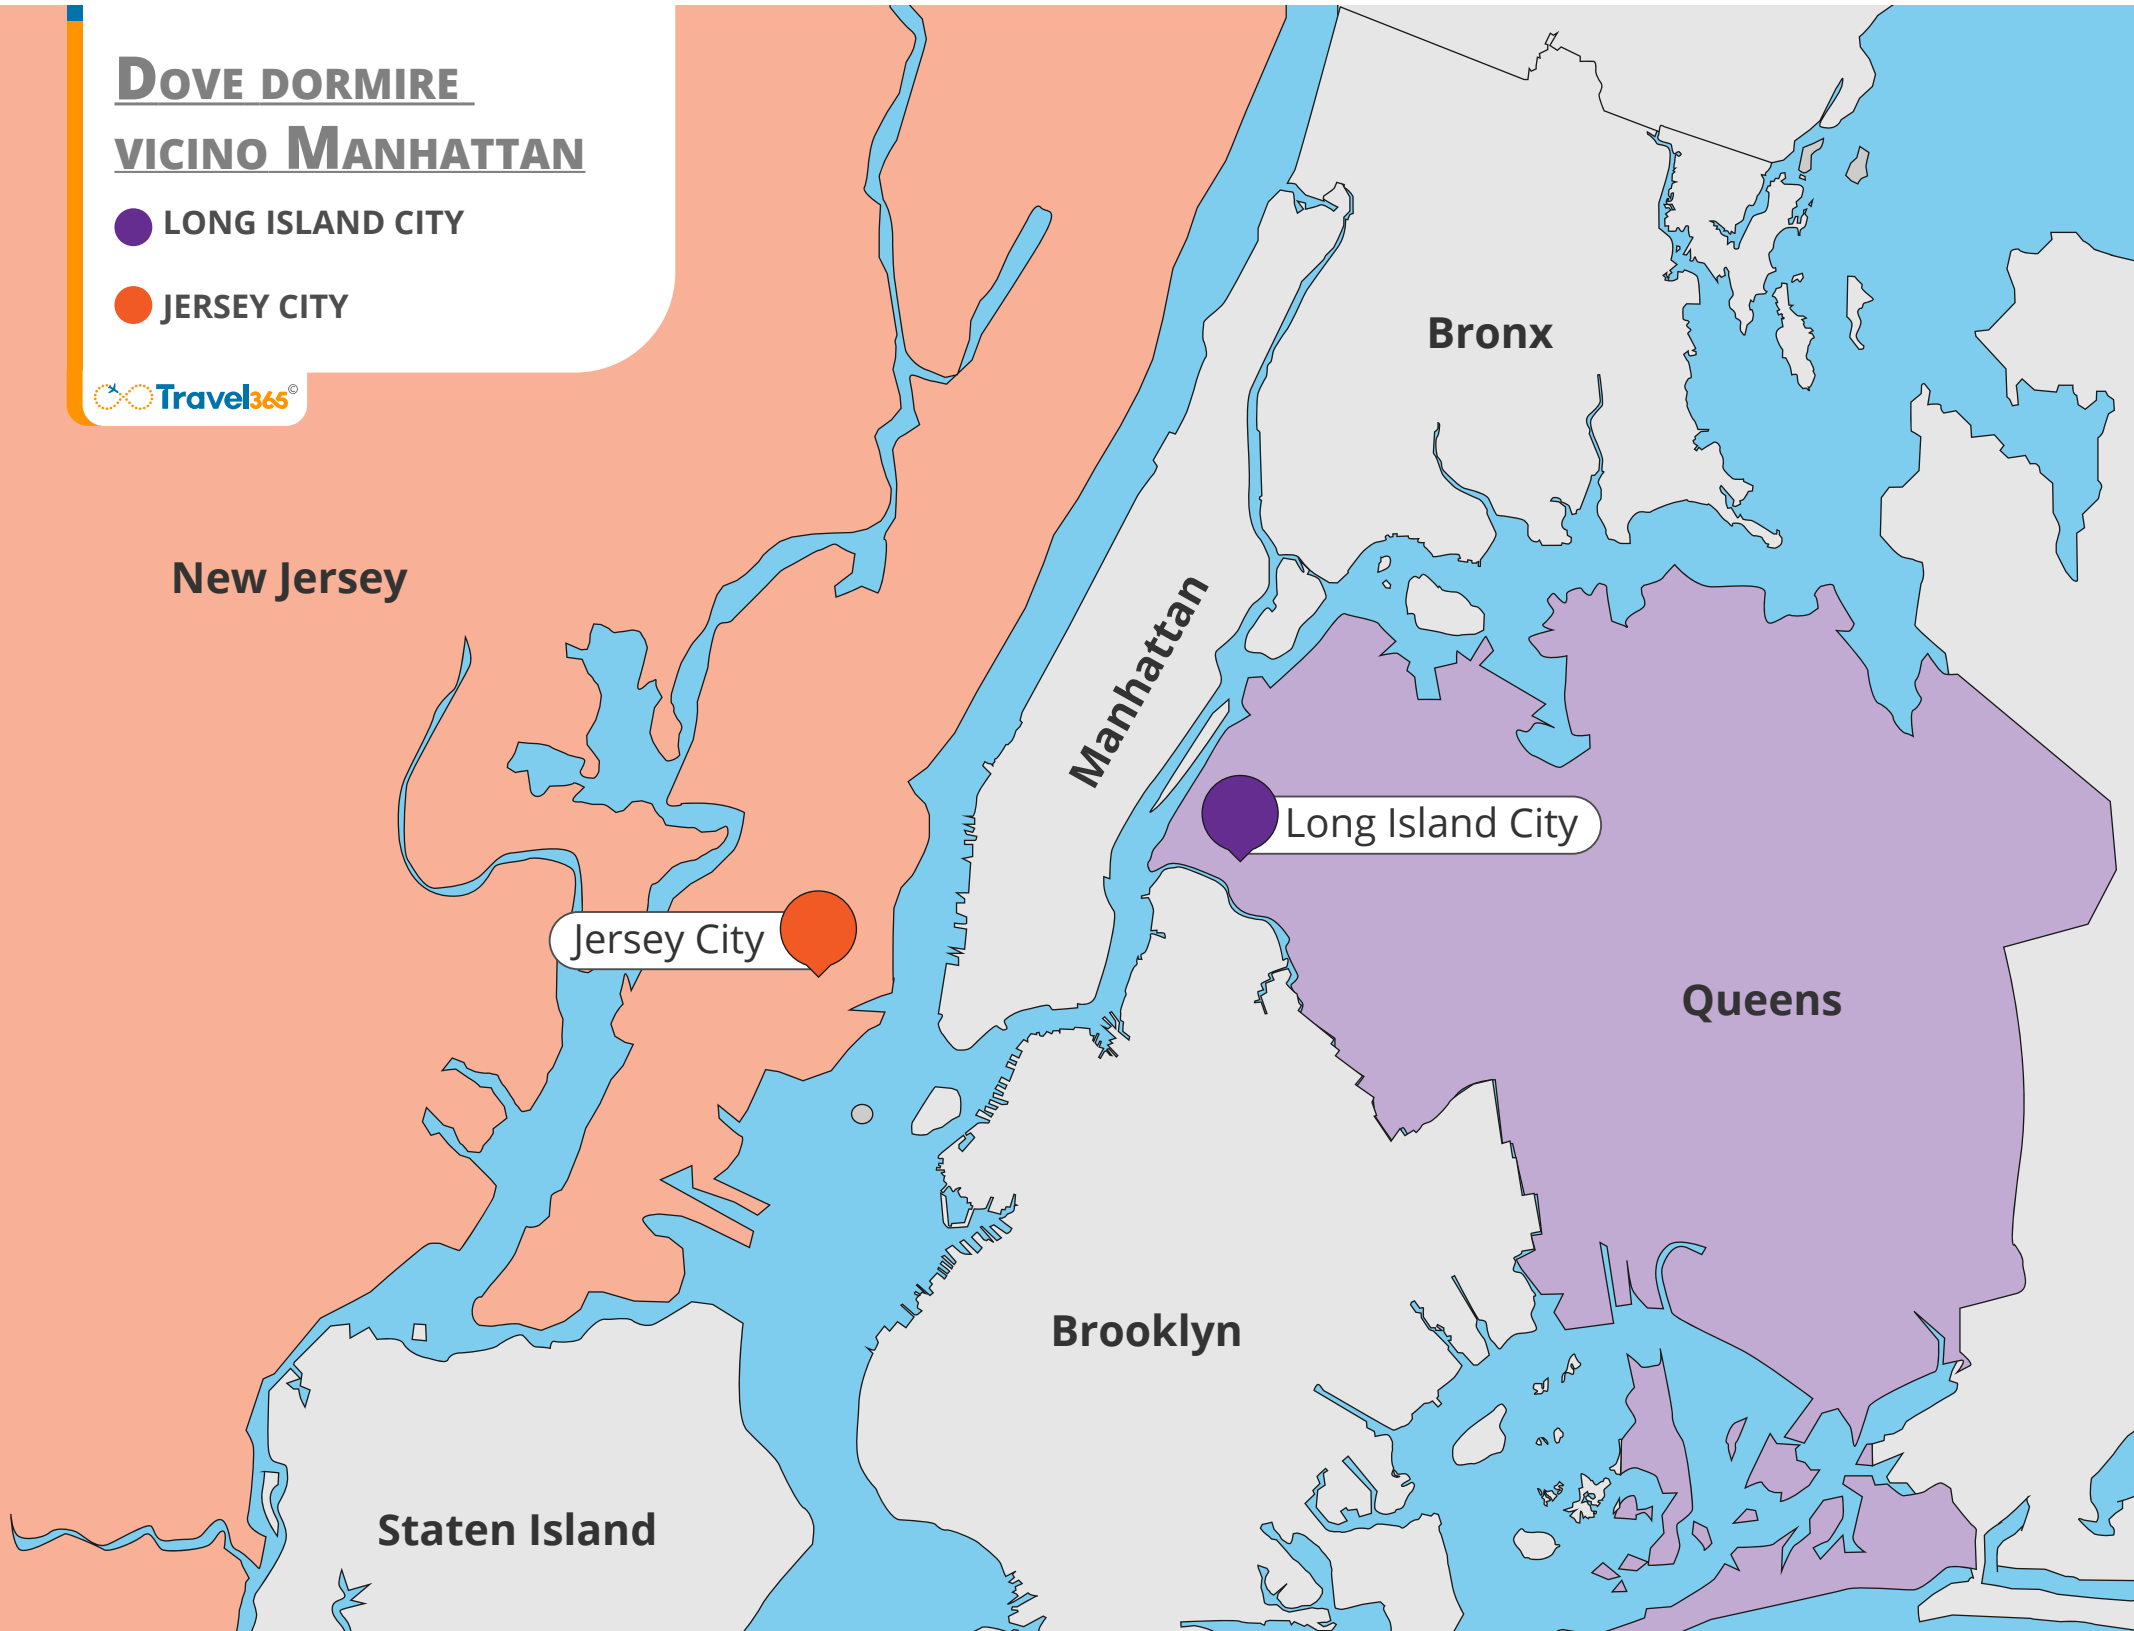 Dove dormire
vicino Manhattan
LONG ISLAND CITY
JERSEY CITY
Travel365©
Bronx
New Jersey
Manhattan
Long Island City
Jersey City
Queens
Brooklyn
Staten Island